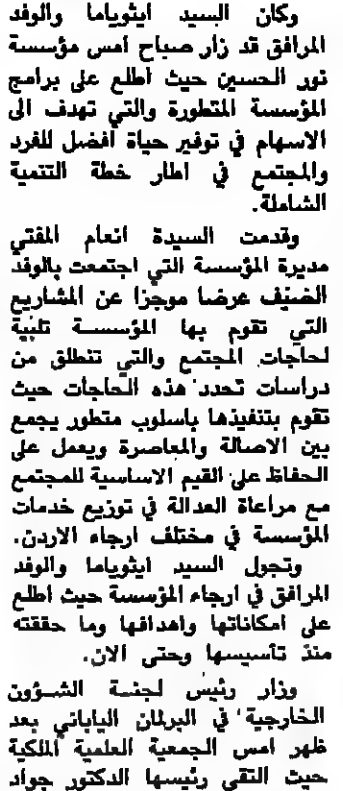 وكان السيد ايثوياما والوفد
المرافق قد زار صباح امس مؤسسة
نور الحسين حيث اطلع على برامج
المؤسسة المتطورة والتي تهدف الى
الاسهام في توفير حياة افضل للفرد
والمجتمع في اطار خطة التنمية
الشاملة.
وقدمت السيدة انعام المفتي
مديرة المؤسسة التي اجتمعت بالوفد
الضيف عرضا موجزا عن المشاريع
التي تقوم بها المؤسسة تلبية
لحاجات المجتمع والتي تنطلق من
دراسات تحدد هذه الحاجات حيث
تقوم بتنفيذها باسلوب متطور يجمع
بين الاصالة والمعاصرة ويعمل على
الحفاظ على القيم الاساسية للمجتمع
مع مراعاة العدالة في توزيع خدمات
المؤسسة في مختلف ارجاء الاردن.
وتجول السيد ايثوياما والوفد
المرافق في ارجاء المؤسسة حيث اطلع
على امكاناتها واهدافها وما حققته
منذ تأسيسها وحتى الان.
وزار رئيس لجنة الشؤون
الخارجية في البرلمان الياباني بعد
ظهر امس الجمعية العلمية الملكية
حيث التقى رئيسها الدكتور جواد